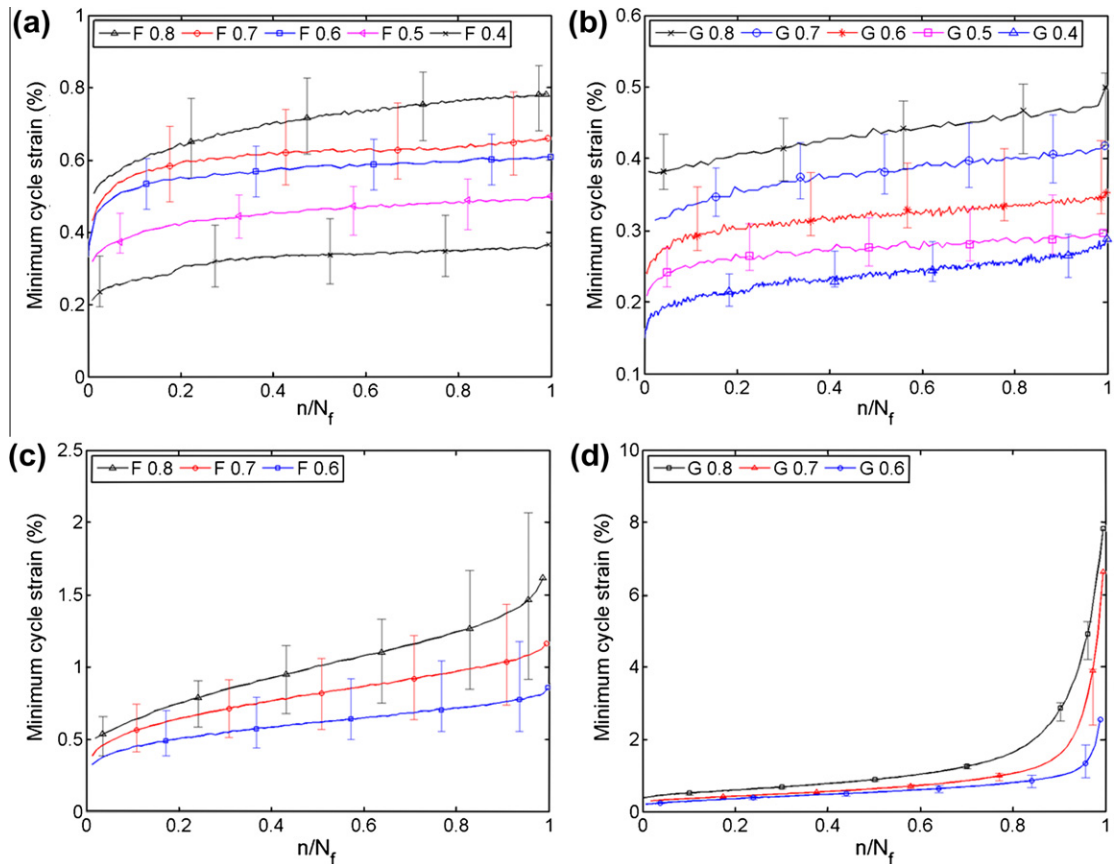 (a)
F 0.8 F 0.7 F 0.6 F 0.5 F 0.4
Minimum cycle strain (%)
1
0.8
0.6
0.4
0.2
0
0 0.2 0.4 0.6 0.8 1
n/Nf
(b)
G 0.8 G 0.7 G 0.6 G 0.5 G 0.4
Minimum cycle strain (%)
0.6
0.5
0.4
0.3
0.2
0.1
0 0.2 0.4 0.6 0.8 1
n/Nf
(c)
F 0.8 F 0.7 F 0.6
Minimum cycle strain (%)
2.5
2
1.5
1
0.5
0
0 0.2 0.4 0.6 0.8 1
n/Nf
(d)
G 0.8 G 0.7 G 0.6
Minimum cycle strain (%)
10
8
6
4
2
0
0 0.2 0.4 0.6 0.8 1
n/Nf